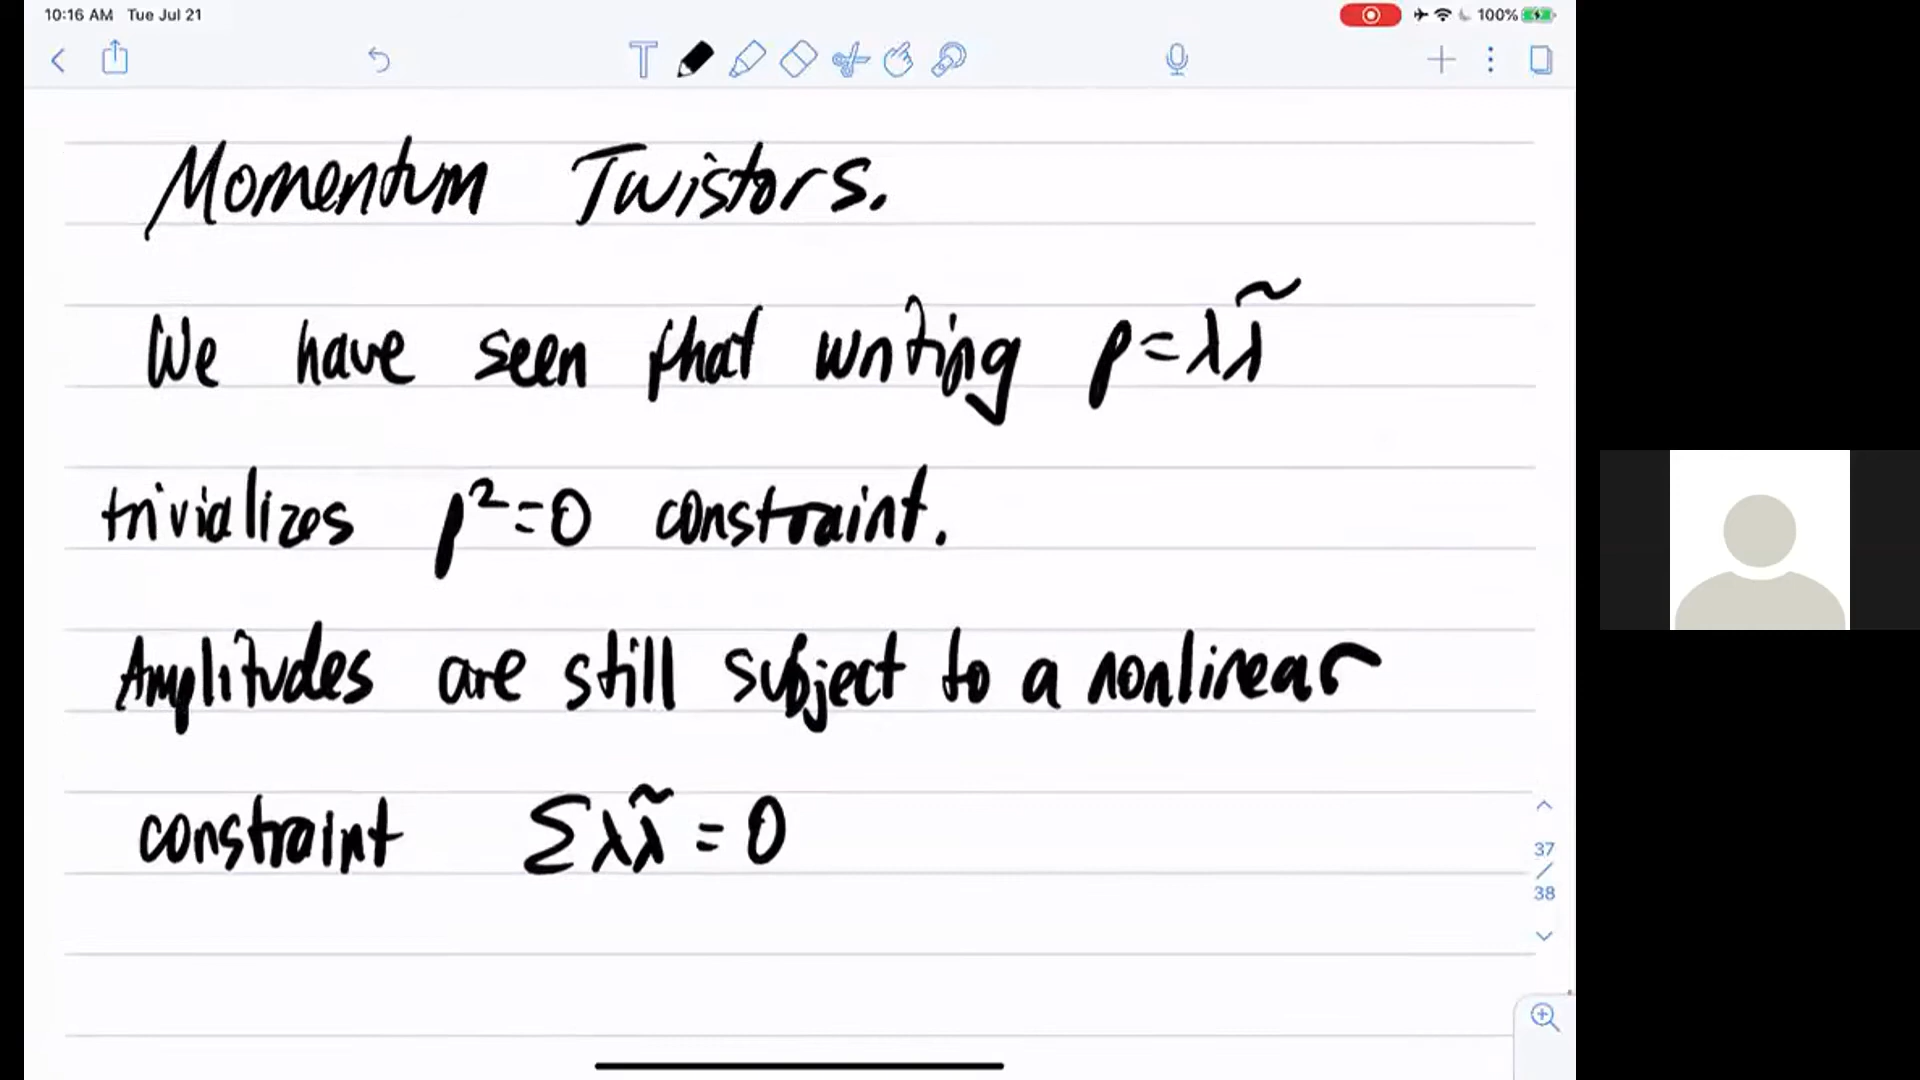 10:16 AM Tue Jul 21
100%
Momentum Twistors.
We have seen that writing p=λλ̃
trivializes p²=0 constraint.
Amplitudes are still subject to a nonlinear
constraint Σλλ̃ = 0
37
/
38